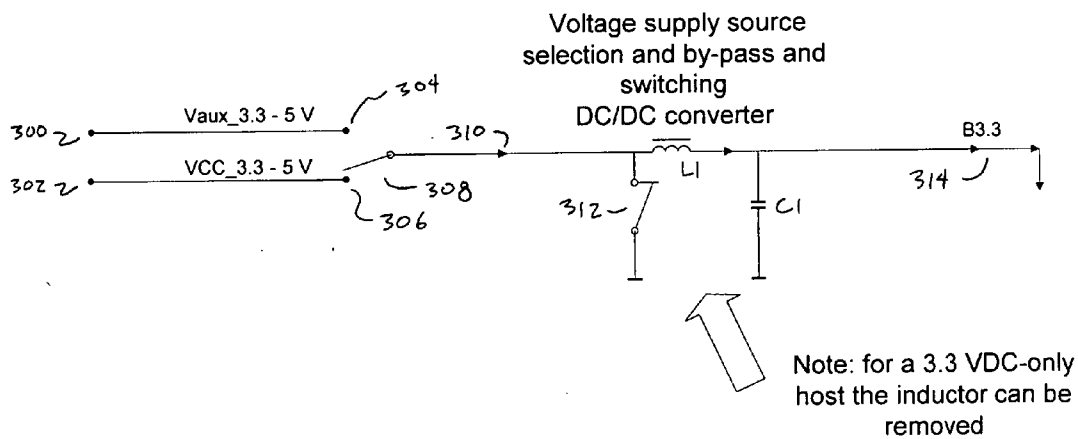 Voltage supply source
selection and by-pass and
switching
DC/DC converter
304
Vaux_3.3 - 5 V
300
310
B3.3
VCC_3.3 - 5 V
302
308
L1
314
306
312
C1
Note: for a 3.3 VDC-only
host the inductor can be
removed